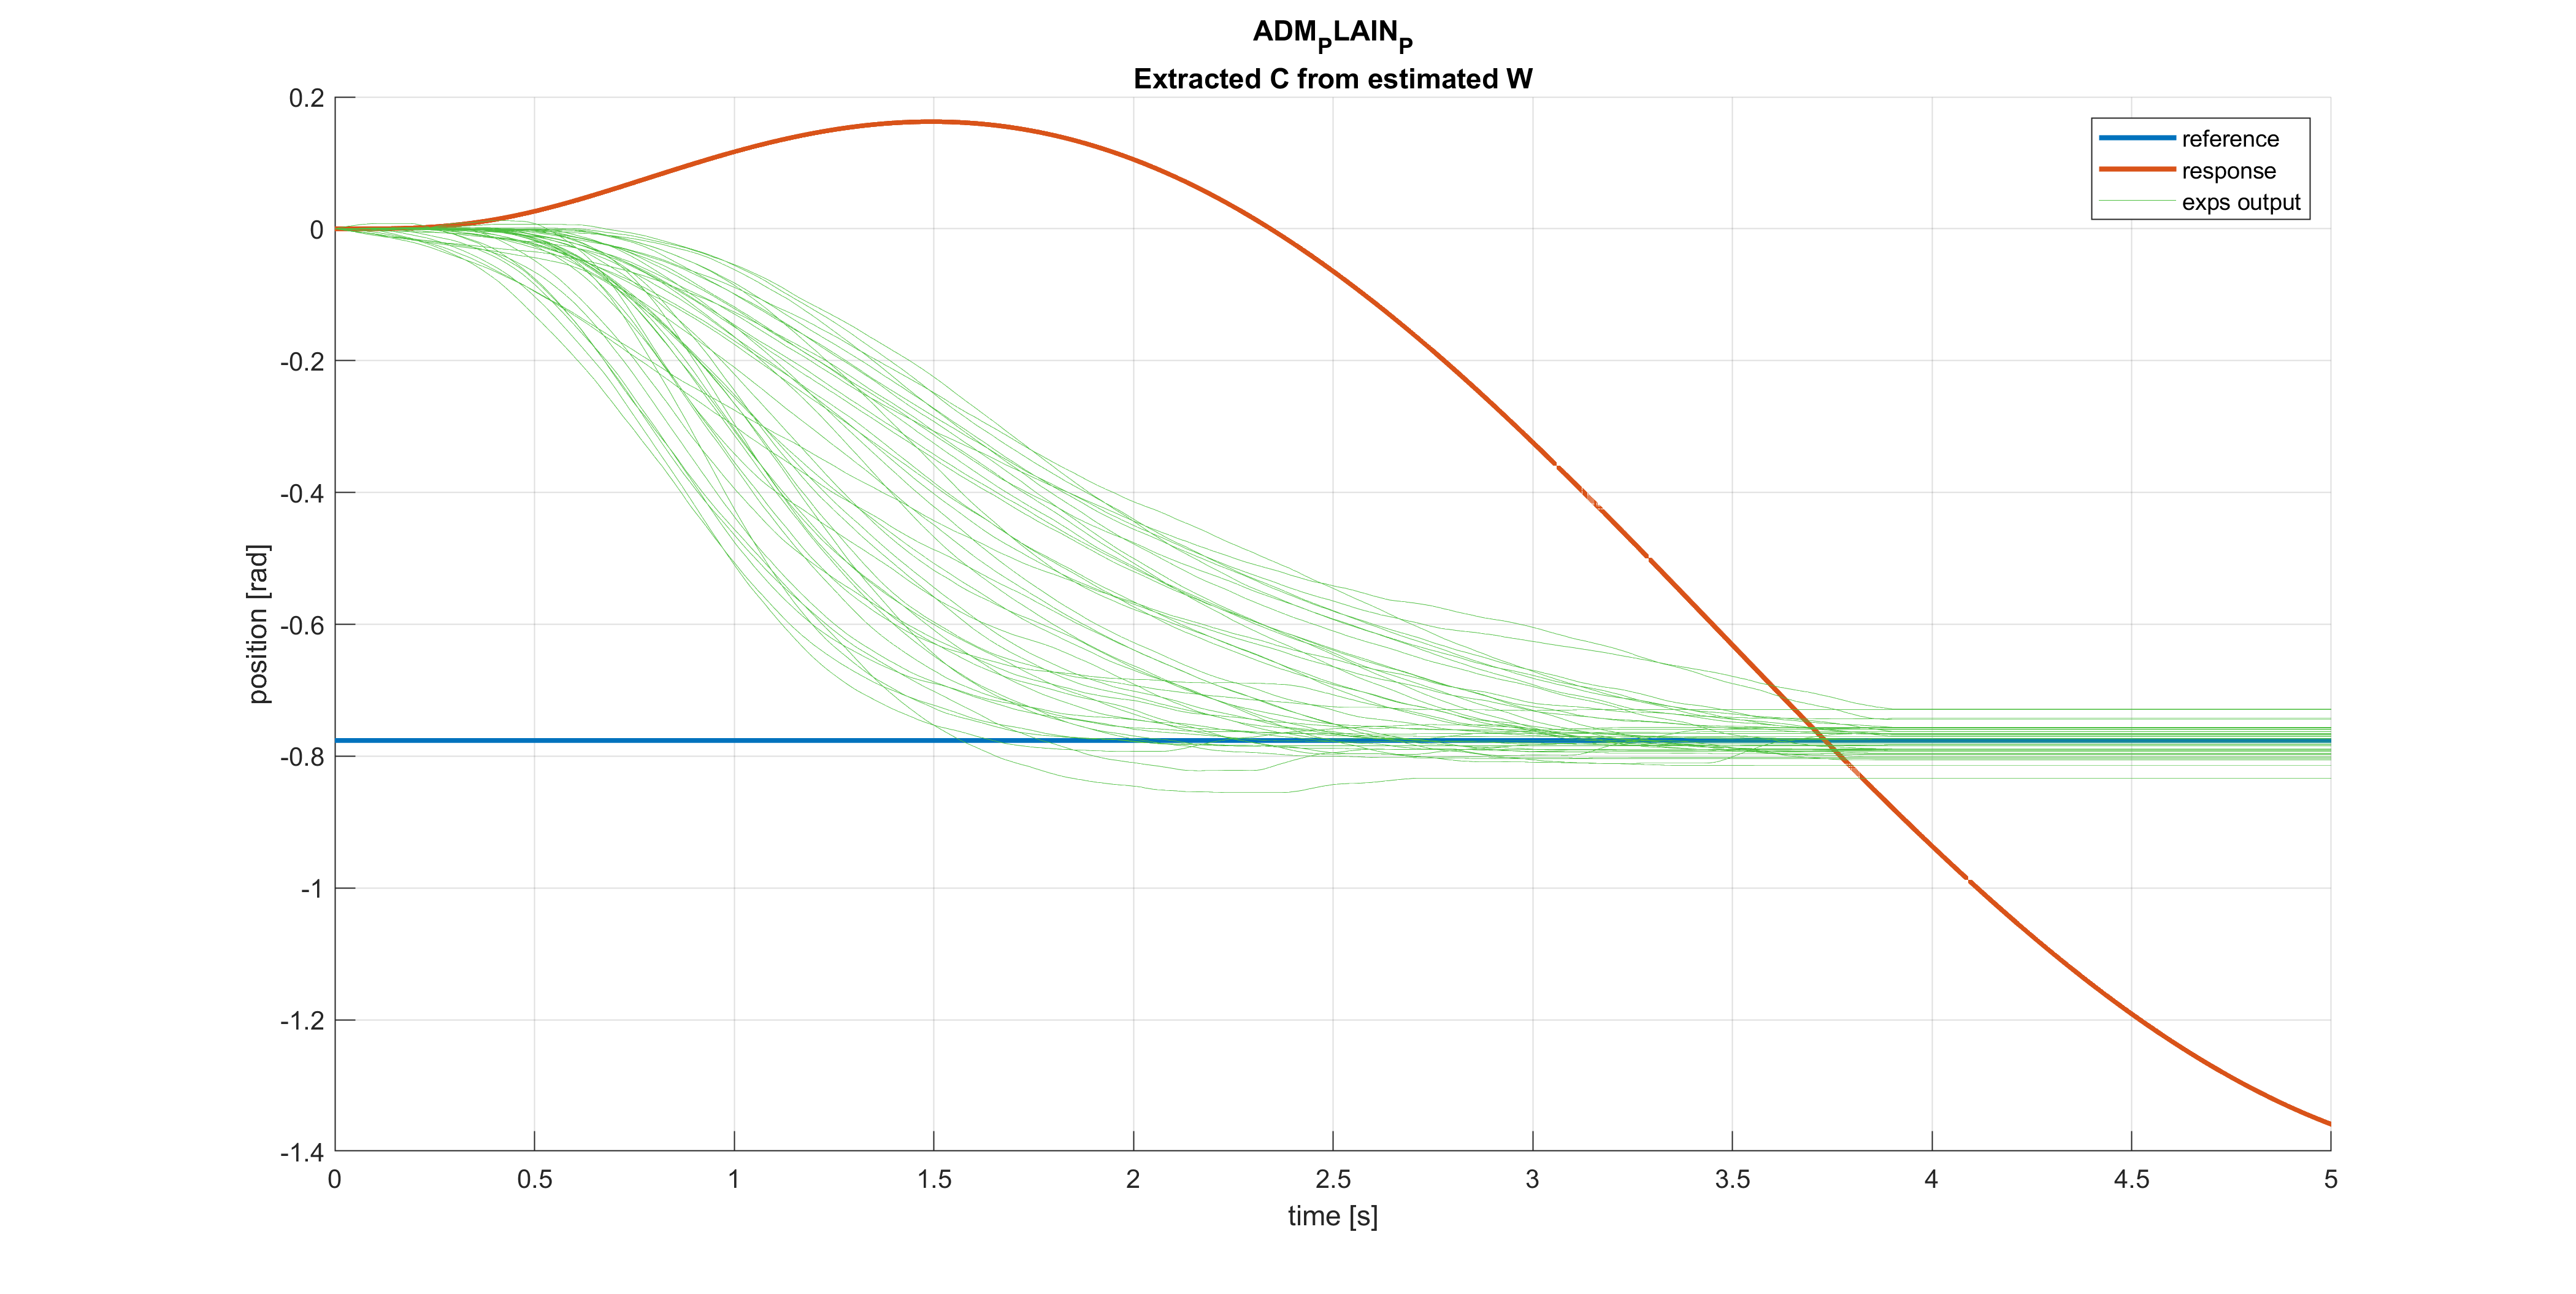 ADMPLAINP
Extracted C from estimated W
0.2
0
-0.2
-0.4
-0.6
-0.8
-1
-1.2
-1.4
position [rad]
reference
response
exps output
0 0.5 1 1.5 2 2.5 3 3.5 4 4.5 5
time [s]